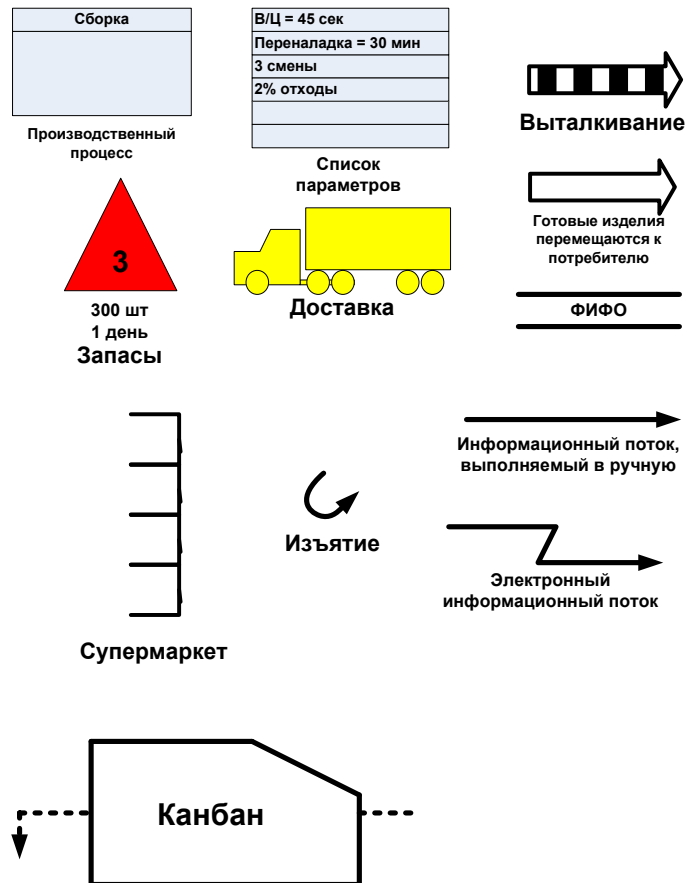 Сборка
Производственный
процесс
В/Ц = 45 сек
Переналадка = 30 мин
3 смены
2% отходы
Список
параметров
Выталкивание
3
300 шт
1 день
Запасы
Доставка
Готовые изделия
перемещаются к
потребителю
ФИФО
Супермаркет
Изъятие
Информационный поток,
выполняемый в ручную
Электронный
информационный поток
Канбан